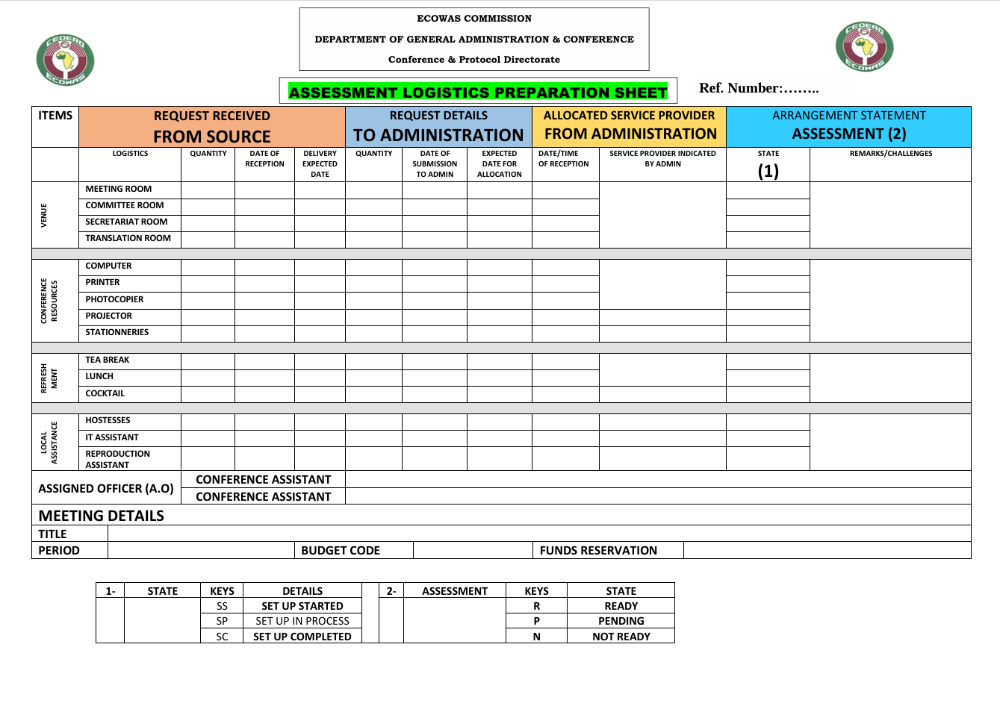 ECOWAS COMMISSION
DEPARTMENT OF GENERAL ADMINISTRATION & CONFERENCE
Conference & Protocol Directorate
CEDEAO
ECOWAS
CEDEAO
ECOWAS
ASSESSMENT LOGISTICS PREPARATION SHEET
Ref. Number:……..
ITEMS
REQUEST RECEIVED
FROM SOURCE
REQUEST DETAILS
TO ADMINISTRATION
ALLOCATED SERVICE PROVIDER
FROM ADMINISTRATION
ARRANGEMENT STATEMENT
ASSESSMENT (2)
LOGISTICS
QUANTITY
DATE OF
RECEPTION
DELIVERY
EXPECTED
DATE
QUANTITY
DATE OF
SUBMISSION
TO ADMIN
EXPECTED
DATE FOR
ALLOCATION
DATE/TIME
OF RECEPTION
SERVICE PROVIDER INDICATED
BY ADMIN
STATE
(1)
REMARKS/CHALLENGES
VENUE
MEETING ROOM
COMMITTEE ROOM
SECRETARIAT ROOM
TRANSLATION ROOM
CONFERENCE
RESOURCES
COMPUTER
PRINTER
PHOTOCOPIER
PROJECTOR
STATIONNERIES
REFRESH
MENT
TEA BREAK
LUNCH
COCKTAIL
LOCAL
ASSISTANCE
HOSTESSES
IT ASSISTANT
REPRODUCTION
ASSISTANT
ASSIGNED OFFICER (A.O)
CONFERENCE ASSISTANT
CONFERENCE ASSISTANT
MEETING DETAILS
TITLE
PERIOD
BUDGET CODE
FUNDS RESERVATION
1- STATE KEYS DETAILS 2- ASSESSMENT KEYS STATE
SS SET UP STARTED R READY
SP SET UP IN PROCESS P PENDING
SC SET UP COMPLETED N NOT READY